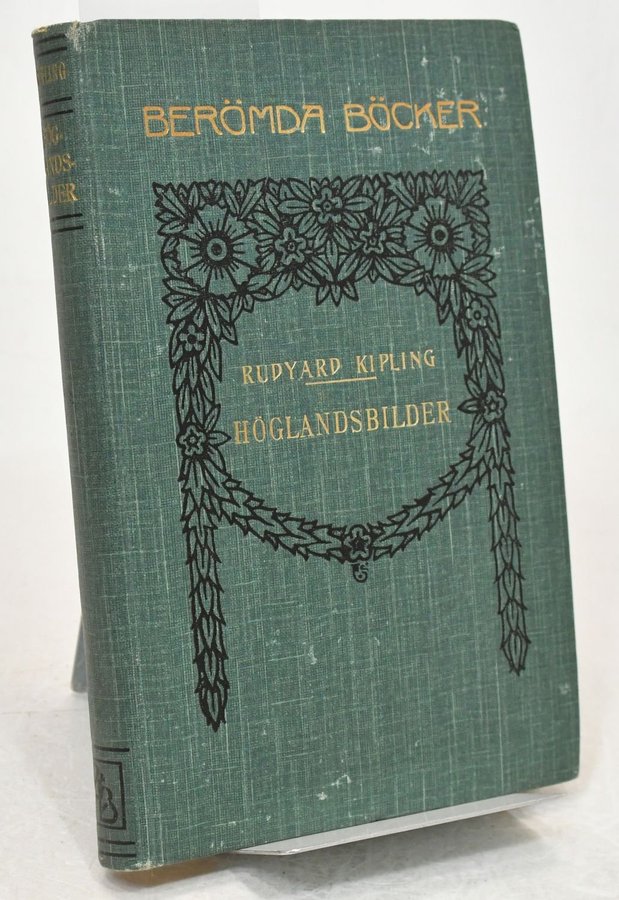 BERÖMDA BÖCKER.
RUDYARD KIPLING
HÖGLANDSBILDER